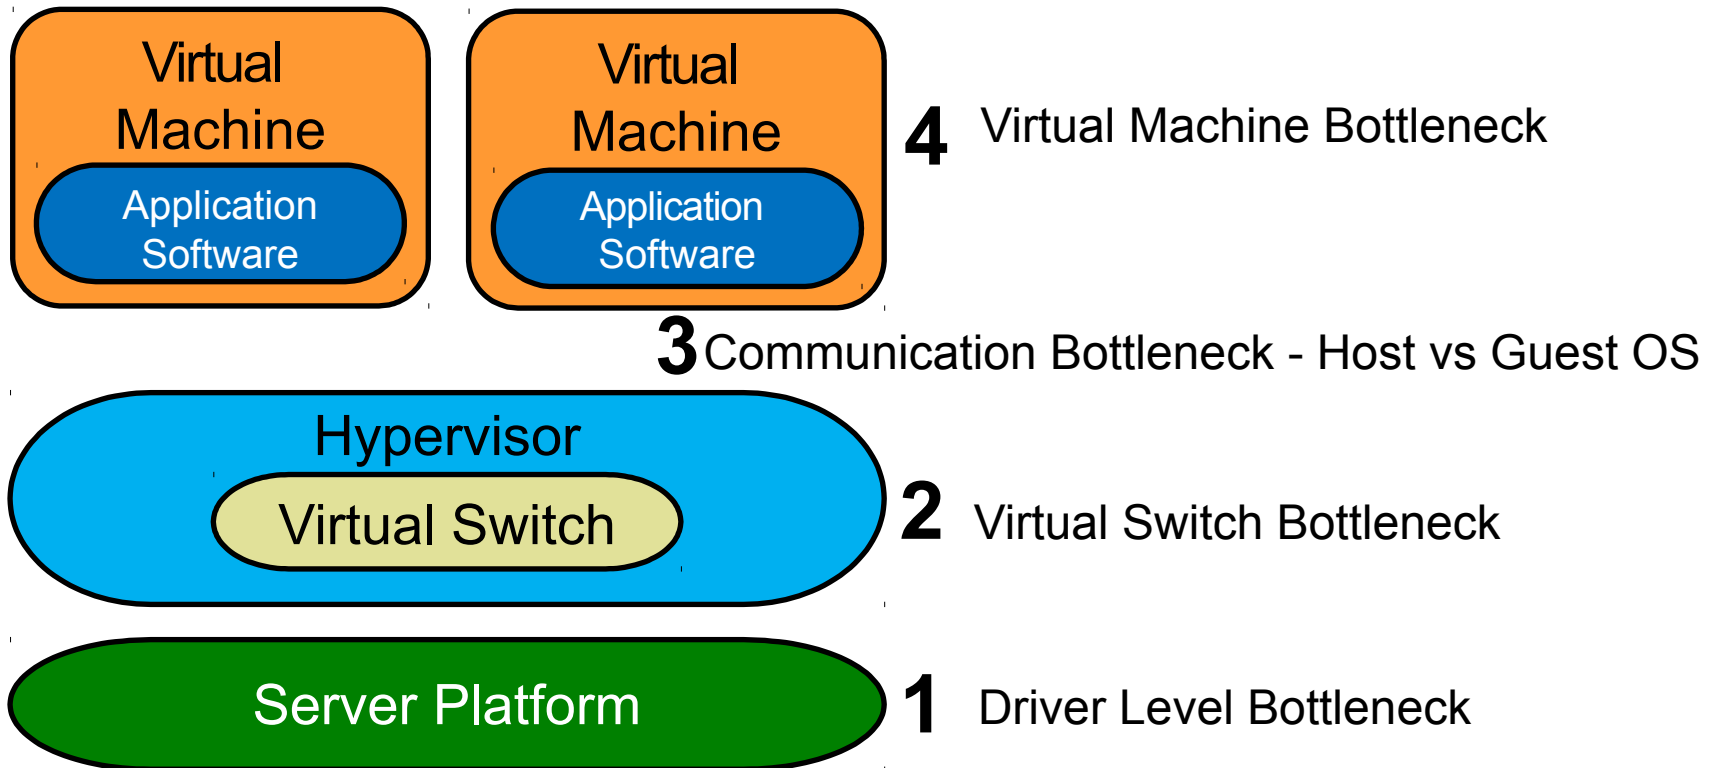 Virtual
Machine
Application
Software
Virtual
Machine
Application
Software
4 Virtual Machine Bottleneck
3 Communication Bottleneck - Host vs Guest OS
Hypervisor
Virtual Switch
2 Virtual Switch Bottleneck
Server Platform
1 Driver Level Bottleneck